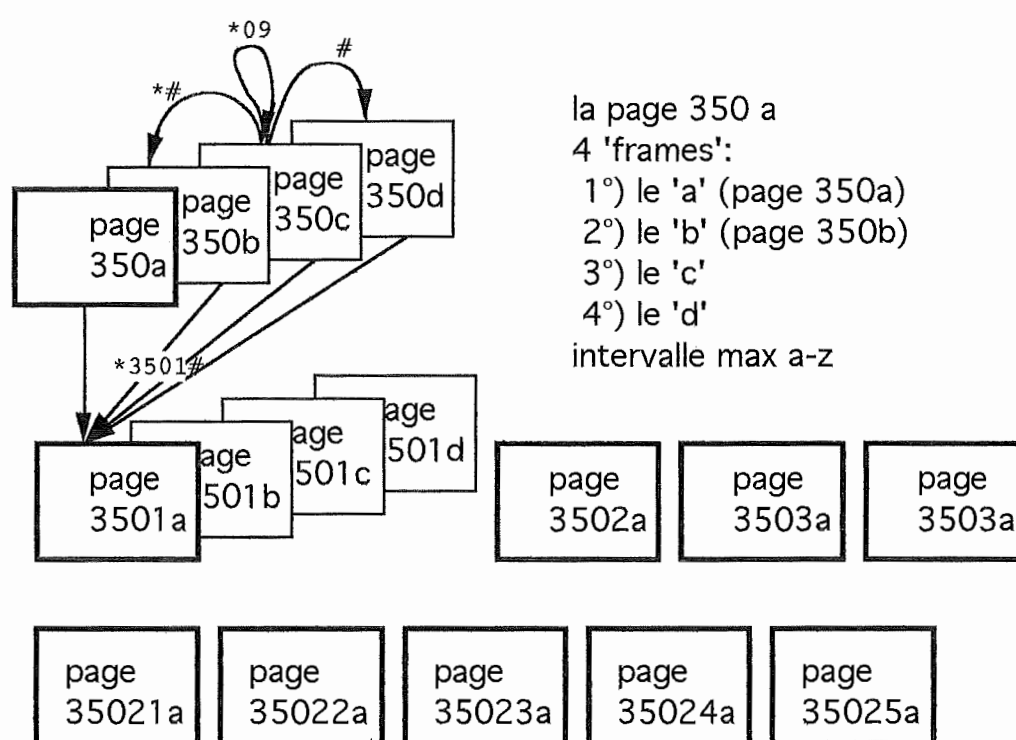 *09
#
*#
page
350d
page
350c
page
350b
page
350a
la page 350 a
4 'frames':
1°) le 'a' (page 350a)
2°) le 'b' (page 350b)
3°) le 'c'
4°) le 'd'
intervalle max a-z
*3501#
age
501d
age
501c
age
501b
page
3501a
page
3502a
page
3503a
page
3503a
page
35021a
page
35022a
page
35023a
page
35024a
page
35025a